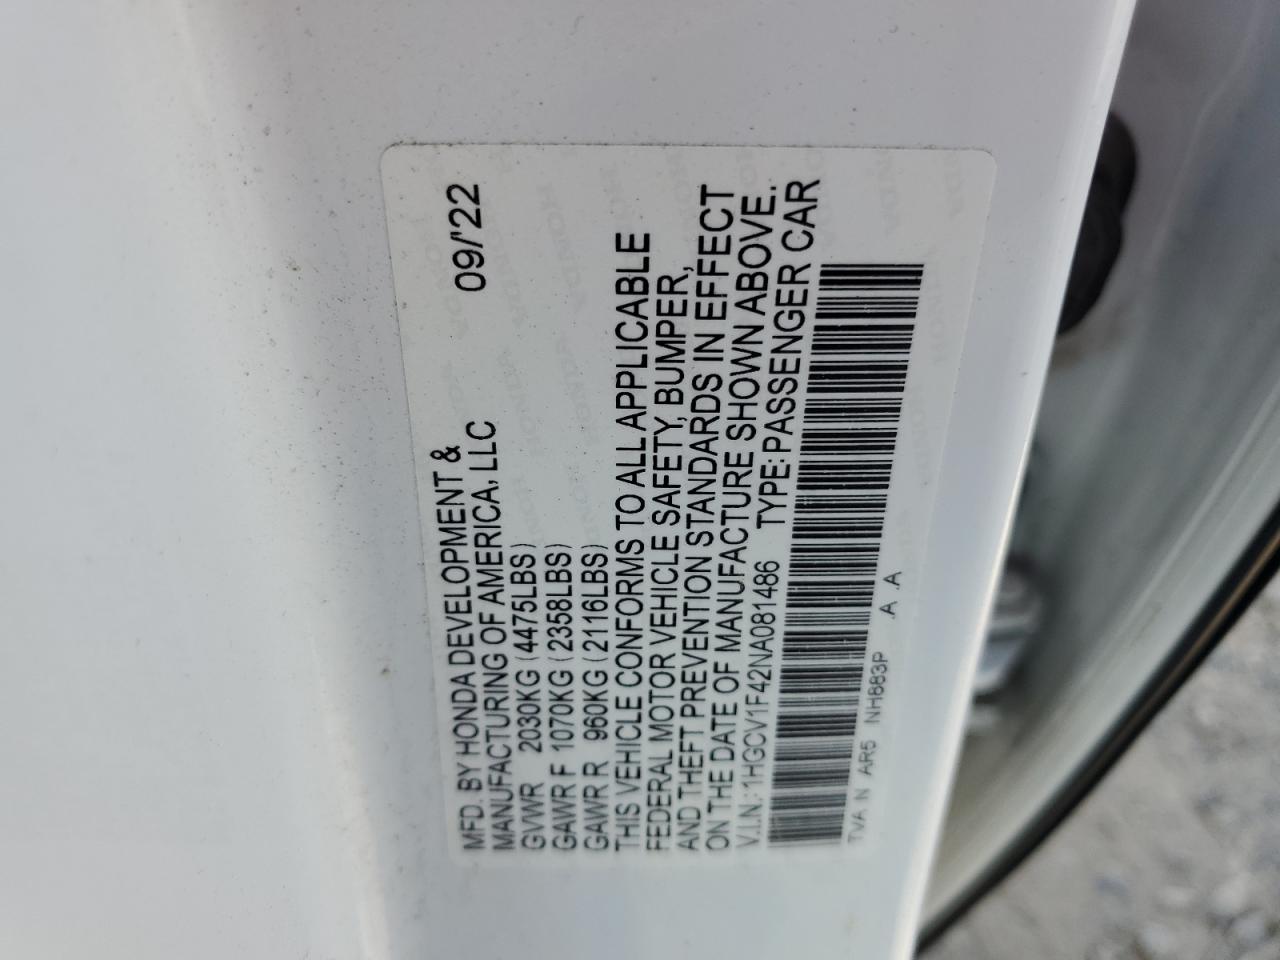 MFD. BY HONDA DEVELOPMENT &
MANUFACTURING OF AMERICA, LLC 09/'22
GVWR 2030KG (4475LBS)
GAWR F 1070KG (2358LBS)
GAWR R 960KG (2116LBS)
THIS VEHICLE CONFORMS TO ALL APPLICABLE
FEDERAL MOTOR VEHICLE SAFETY, BUMPER,
AND THEFT PREVENTION STANDARDS IN EFFECT
ON THE DATE OF MANUFACTURE SHOWN ABOVE.
V.I.N.: 1HGCV1F42NA081486 TYPE: PASSENGER CAR
TVA N AR5 NH883P .A .A